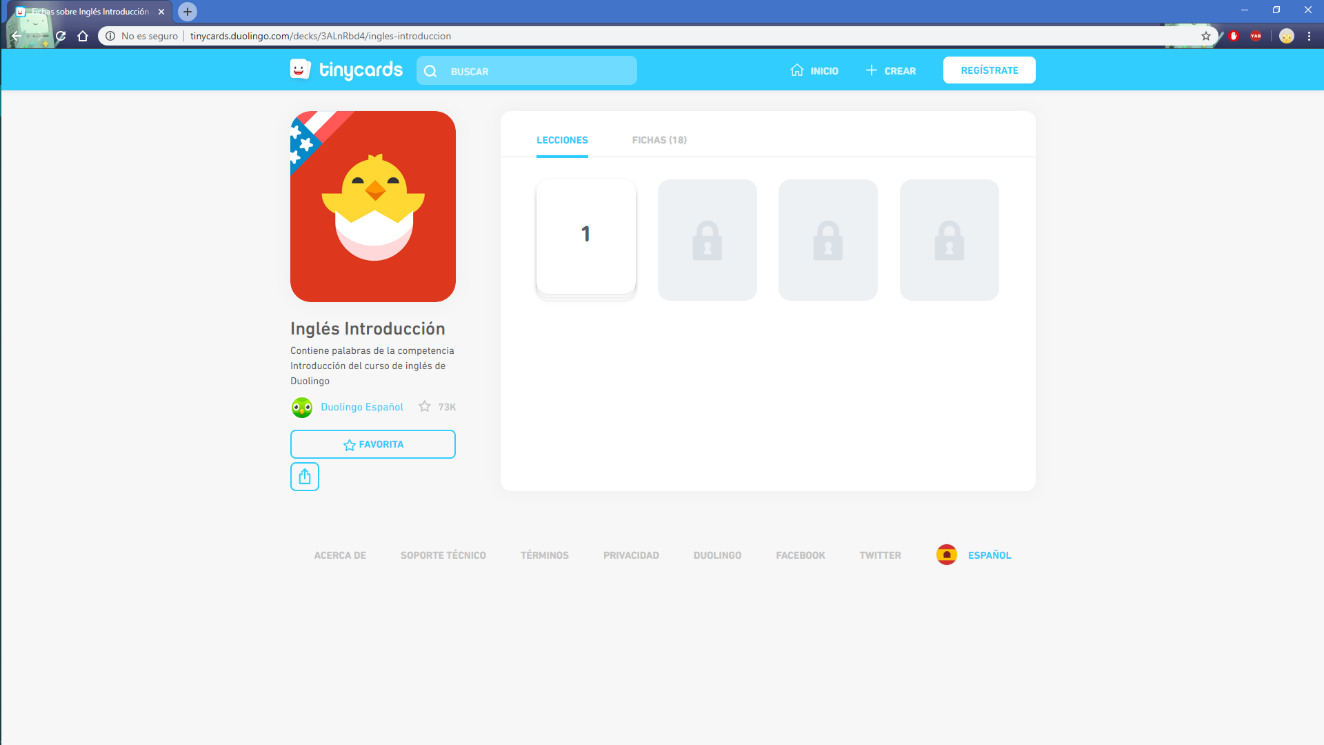 Fichas sobre Inglés Introducción
No es seguro
tinycards.duolingo.com/decks/3ALnRbd4/ingles-introduccion
tinycards
BUSCAR
INICIO
CREAR
REGÍSTRATE
LECCIONES
FICHAS (18)
1
Inglés Introducción
Contiene palabras de la competencia
Introducción del curso de inglés de
Duolingo
Duolingo Español
73K
FAVORITA
ACERCA DE
SOPORTE TÉCNICO
TÉRMINOS
PRIVACIDAD
DUOLINGO
FACEBOOK
TWITTER
ESPAÑOL